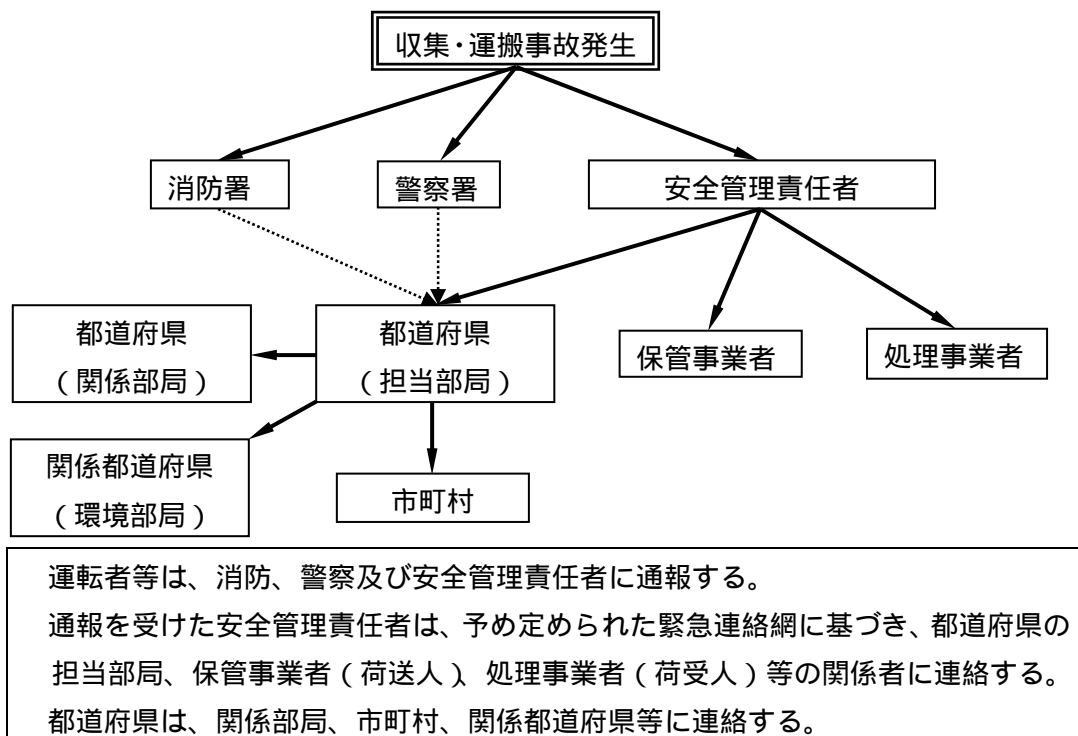 収集・運搬事故発生
消防署
警察署
安全管理責任者
都道府県
(関係部局)
都道府県
(担当部局)
保管事業者
処理事業者
関係都道府県
(環境部局)
市町村
運転者等は、消防、警察及び安全管理責任者に通報する。
通報を受けた安全管理責任者は、予め定められた緊急連絡網に基づき、都道府県の
担当部局、保管事業者(荷送人)、処理事業者(荷受人)等の関係者に連絡する。
都道府県は、関係部局、市町村、関係都道府県等に連絡する。